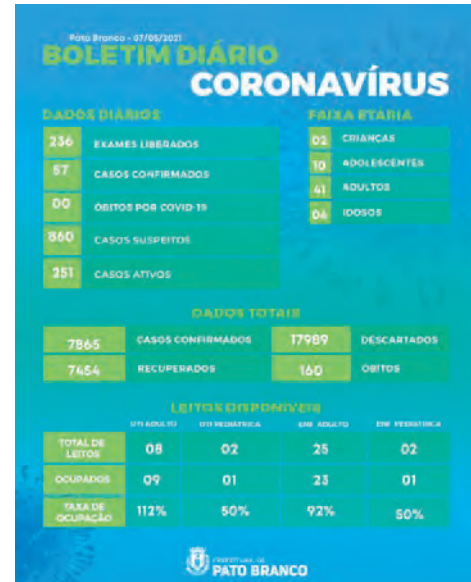 Pato Branco - 07/05/2021
BOLETIM DIÁRIO
CORONAVÍRUS
DADOS DIÁRIOS
236 EXAMES LIBERADOS
57 CASOS CONFIRMADOS
00 ÓBITOS POR COVID-19
860 CASOS SUSPEITOS
251 CASOS ATIVOS
FAIXA ETARIA
02 CRIANÇAS
10 ADOLESCENTES
41 ADULTOS
04 IDOSOS
DADOS TOTAIS
7865 CASOS CONFIRMADOS 17989 DESCARTADOS
7454 RECUPERADOS 160 ÓBITOS
LEITOS DISPONÍVEIS
UTI ADULTO UTI PEDIÁTRICA ENF ADULTO ENF PEDIÁTRICA
TOTAL DE LEITOS 08 02 25 02
OCUPADOS 09 01 23 01
TAXA DE OCUPAÇÃO 112% 50% 92% 50%
PREFEITURA DE
PATO BRANCO